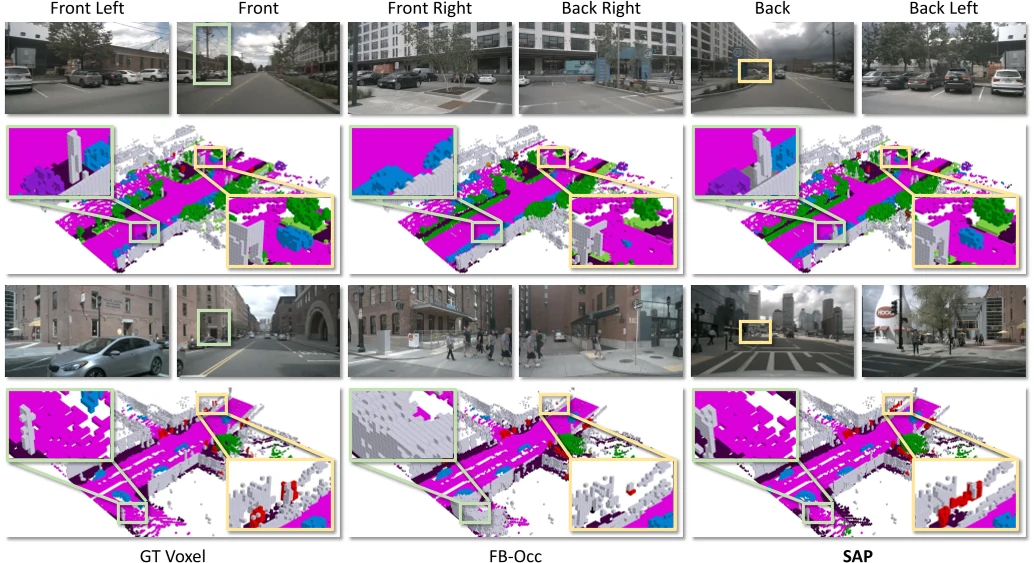 Front Left
Front
Front Right
Back Right
Back
Back Left
GT Voxel
FB-Occ
SAP